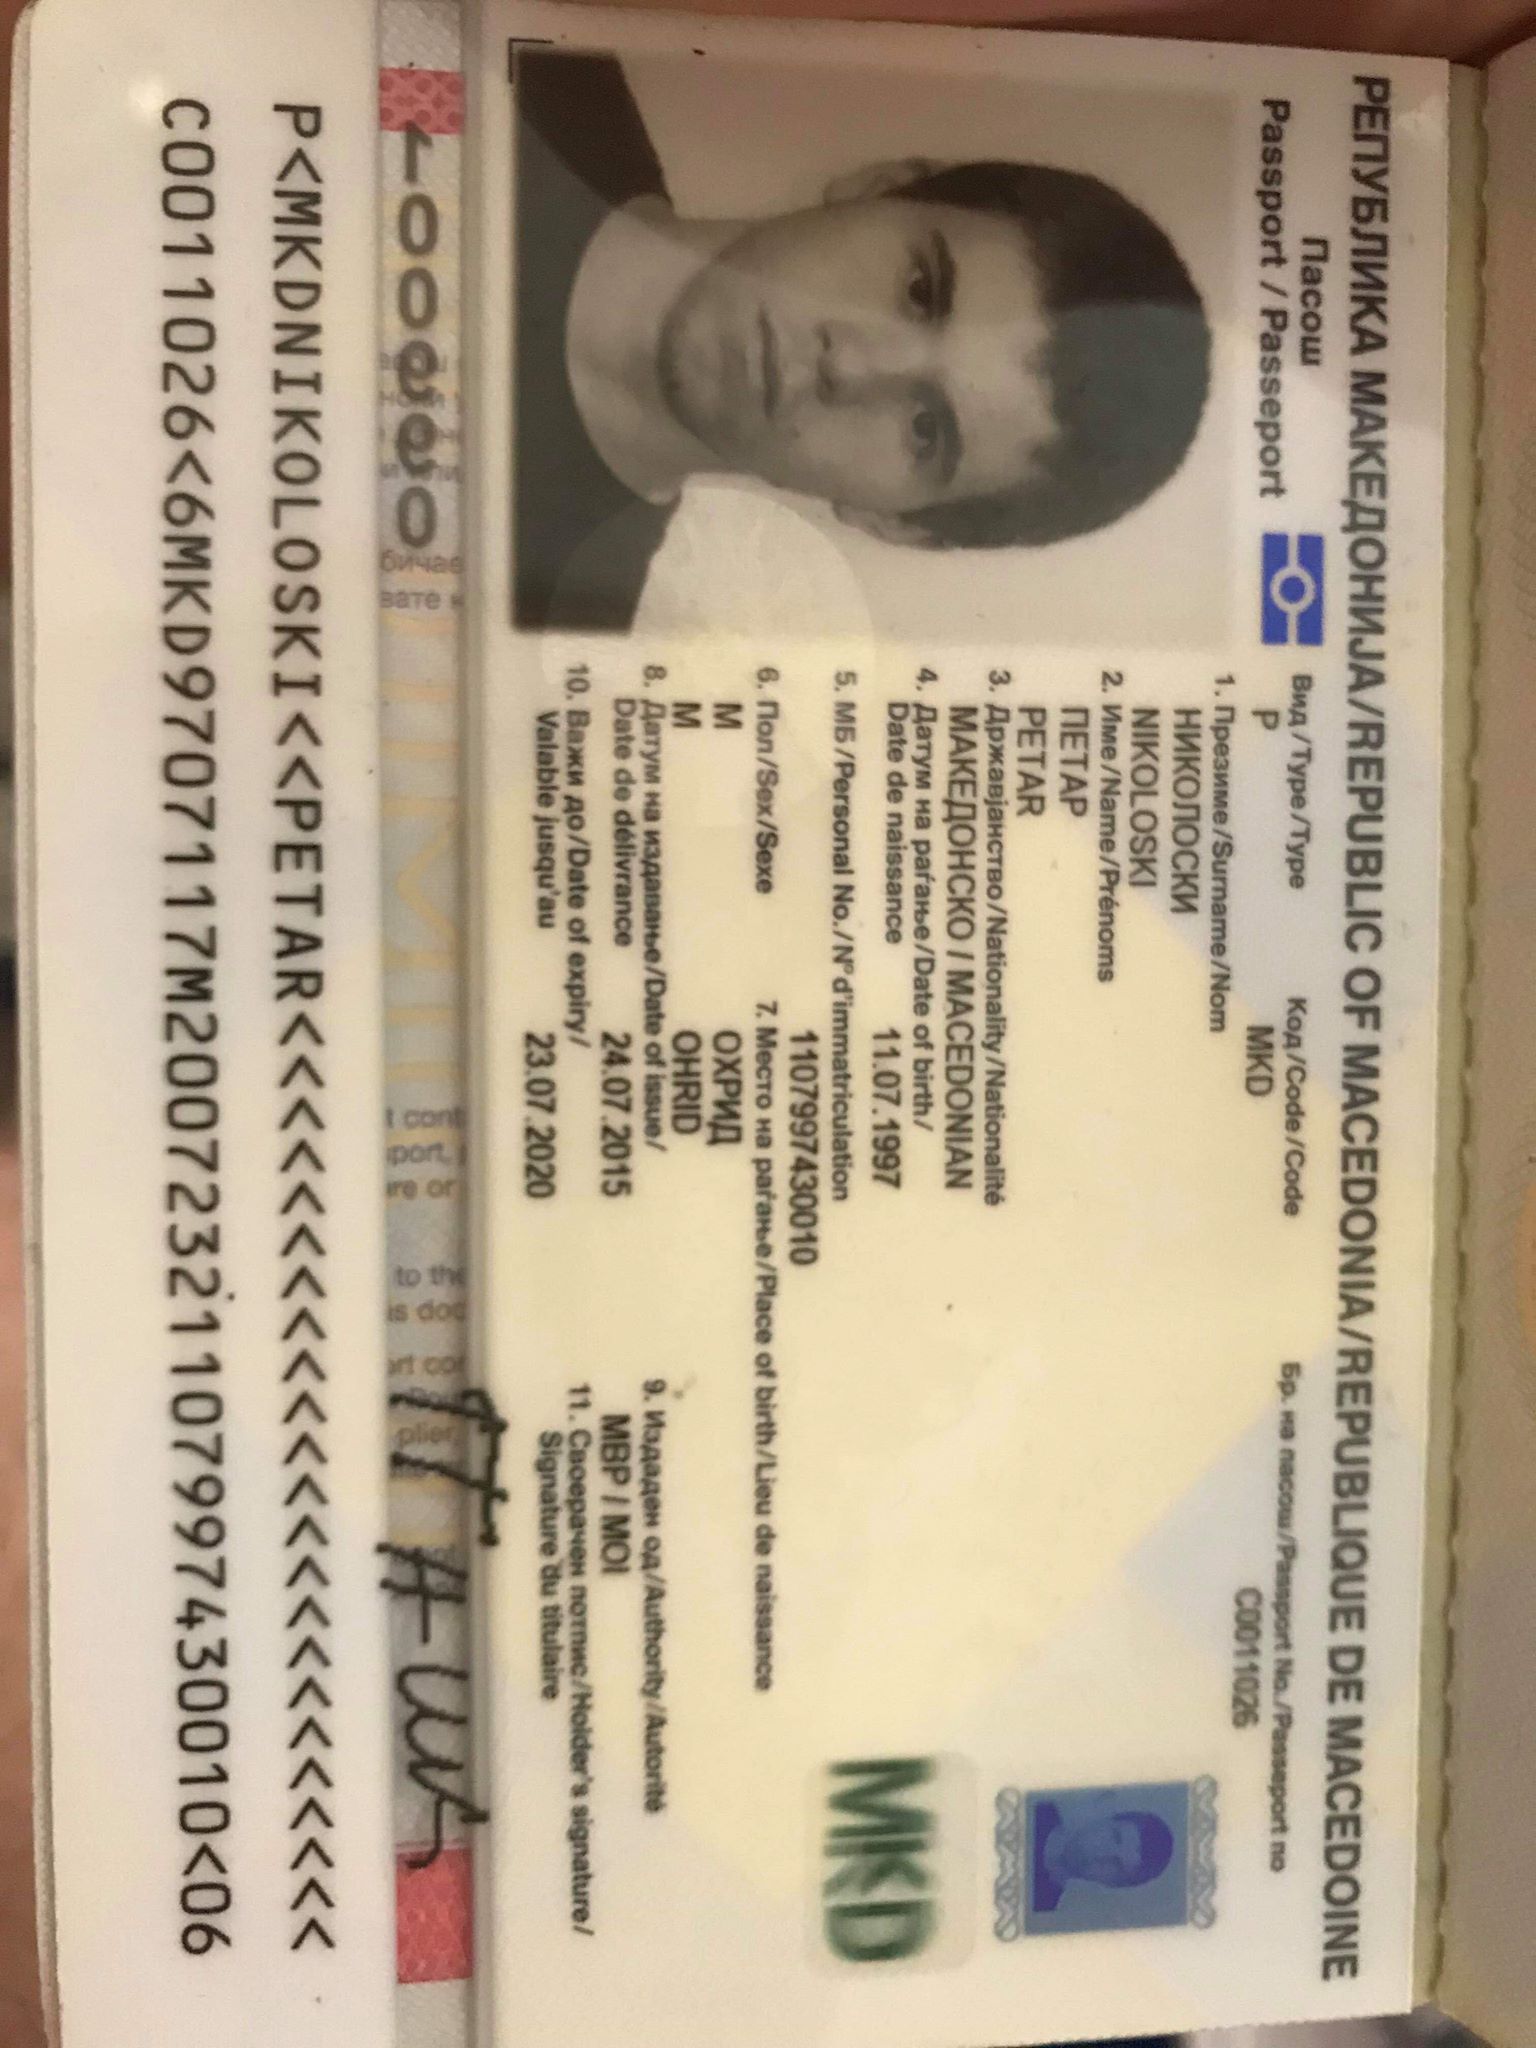 РЕПУБЛИКА МАКЕДОНИЈА/REPUBLIC OF MACEDONIA/REPUBLIQUE DE MACEDOINE
Пасош
Passport / Passeport
Вид/Type/Type
Код/Code/Code
Бр. на пасош/Passport No./Passeport no
P
MKD
C0011026
1. Презиме/Surname/Nom
НИКОЛОСКИ
NIKOLOSKI
2. Име/Name/Prénoms
ПЕТАР
PETAR
3. Државјанство/Nationality/Nationalité
МАКЕДОНСКО / MACEDONIAN
4. Датум на раѓање/Date of birth/
Date de naissance
11.07.1997
5. МБ/Personal No./N° d'immatriculation
1107997430010
6. Пол/Sex/Sexe
7. Место на раѓање/Place of birth/Lieu de naissance
М
ОХРИД
M
OHRID
8. Датум на издавање/Date of issue/
Date de délivrance
24.07.2015
9. Издаден од/Authority/Autorité
МВР / MOI
10. Важи до/Date of expiry/
Valable jusqu'au
23.07.2020
11. Своерачен потпис/Holder's signature/
Signature du titulaire
MKD
P<MKDNIKOLOSKI<<PETAR<<<<<<<<<<<<<<<<<<<<<<<
C0011026<6MKD9707117M20072321107997430010<06